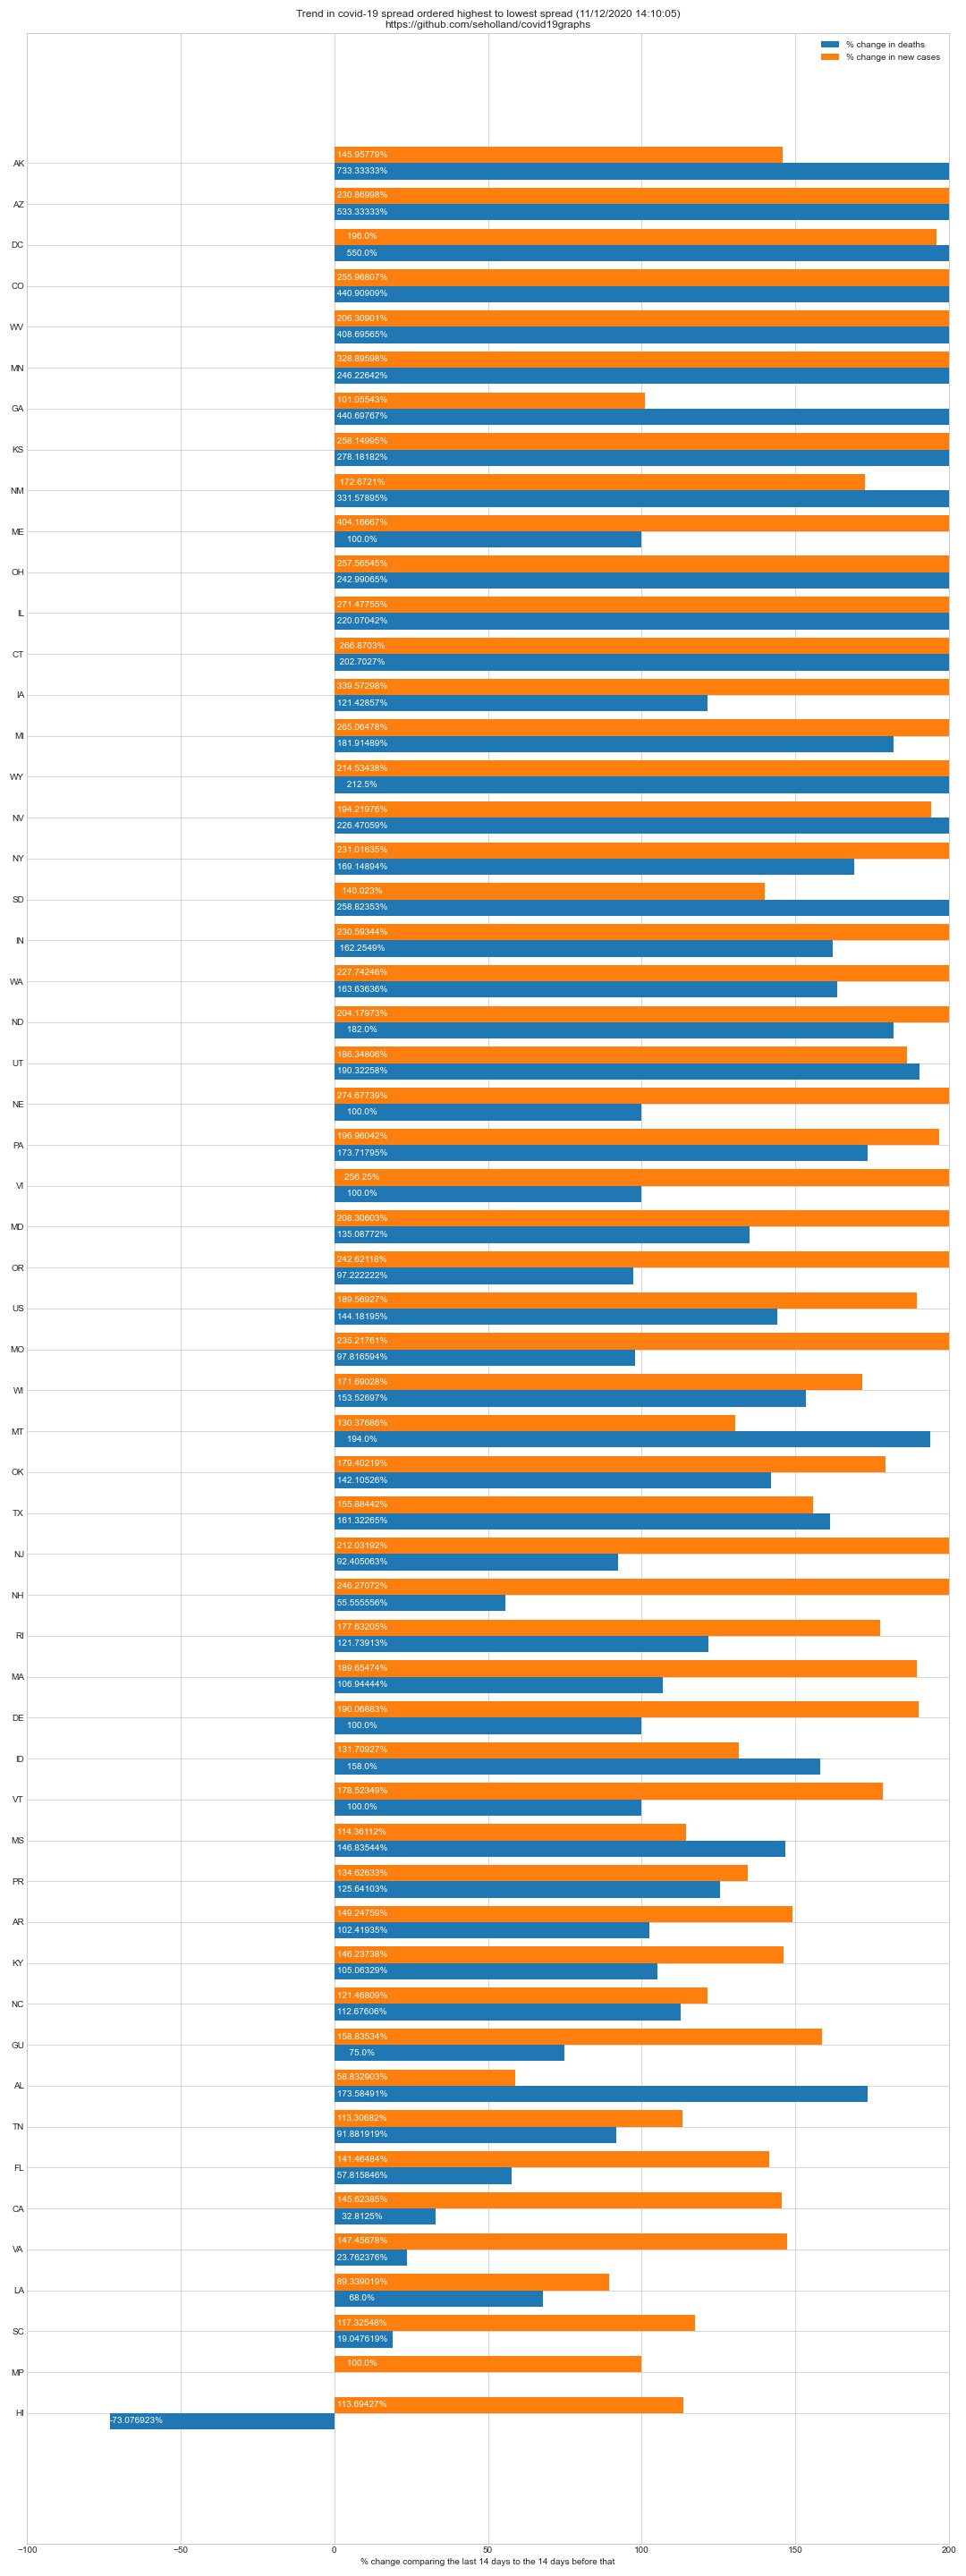 Trend in covid-19 spread ordered highest to lowest spread (11/12/2020 14:10:05)
https://github.com/seholland/covid19graphs
% change in deaths
% change in new cases
145.95779%
AK
733.33333%
230.86998%
AZ
533.33333%
196.0%
DC
550.0%
255.96807%
CO
440.90909%
206.30901%
WV
408.69565%
328.89598%
MN
246.22642%
101.05543%
GA
440.69767%
258.14995%
KS
278.18182%
172.6721%
NM
331.57895%
404.16667%
ME
100.0%
257.56545%
OH
242.99065%
271.47755%
IL
220.07042%
266.8703%
CT
202.7027%
339.57298%
IA
121.42857%
265.06478%
MI
181.91489%
214.53438%
WY
212.5%
194.21976%
NV
226.47059%
231.01635%
NY
169.14894%
140.023%
SD
258.82353%
230.59344%
IN
162.2549%
227.74246%
WA
163.63636%
204.17973%
ND
182.0%
186.34806%
UT
190.32258%
274.67739%
NE
100.0%
196.96042%
PA
173.71795%
256.25%
VI
100.0%
208.30603%
MD
135.08772%
242.62118%
OR
97.222222%
189.56927%
US
144.18195%
235.21761%
MO
97.816594%
171.69028%
WI
153.52697%
130.37686%
MT
194.0%
179.40219%
OK
142.10526%
155.88442%
TX
161.32265%
212.03192%
NJ
92.405063%
246.27072%
NH
55.555556%
177.63205%
RI
121.73913%
189.65474%
MA
106.94444%
190.06883%
DE
100.0%
131.70927%
ID
158.0%
178.52349%
VT
100.0%
114.36112%
MS
146.83544%
134.62633%
PR
125.64103%
149.24759%
AR
102.41935%
146.23738%
KY
105.06329%
121.46809%
NC
112.67606%
158.83534%
GU
75.0%
58.832903%
AL
173.58491%
113.30682%
TN
91.881919%
141.46484%
FL
57.815846%
145.62385%
CA
32.8125%
147.45678%
VA
23.762376%
89.339019%
LA
68.0%
117.32548%
SC
19.047619%
100.0%
MP
113.69427%
HI
-73.076923%
−100 −50 0 50 100 150 200
% change comparing the last 14 days to the 14 days before that